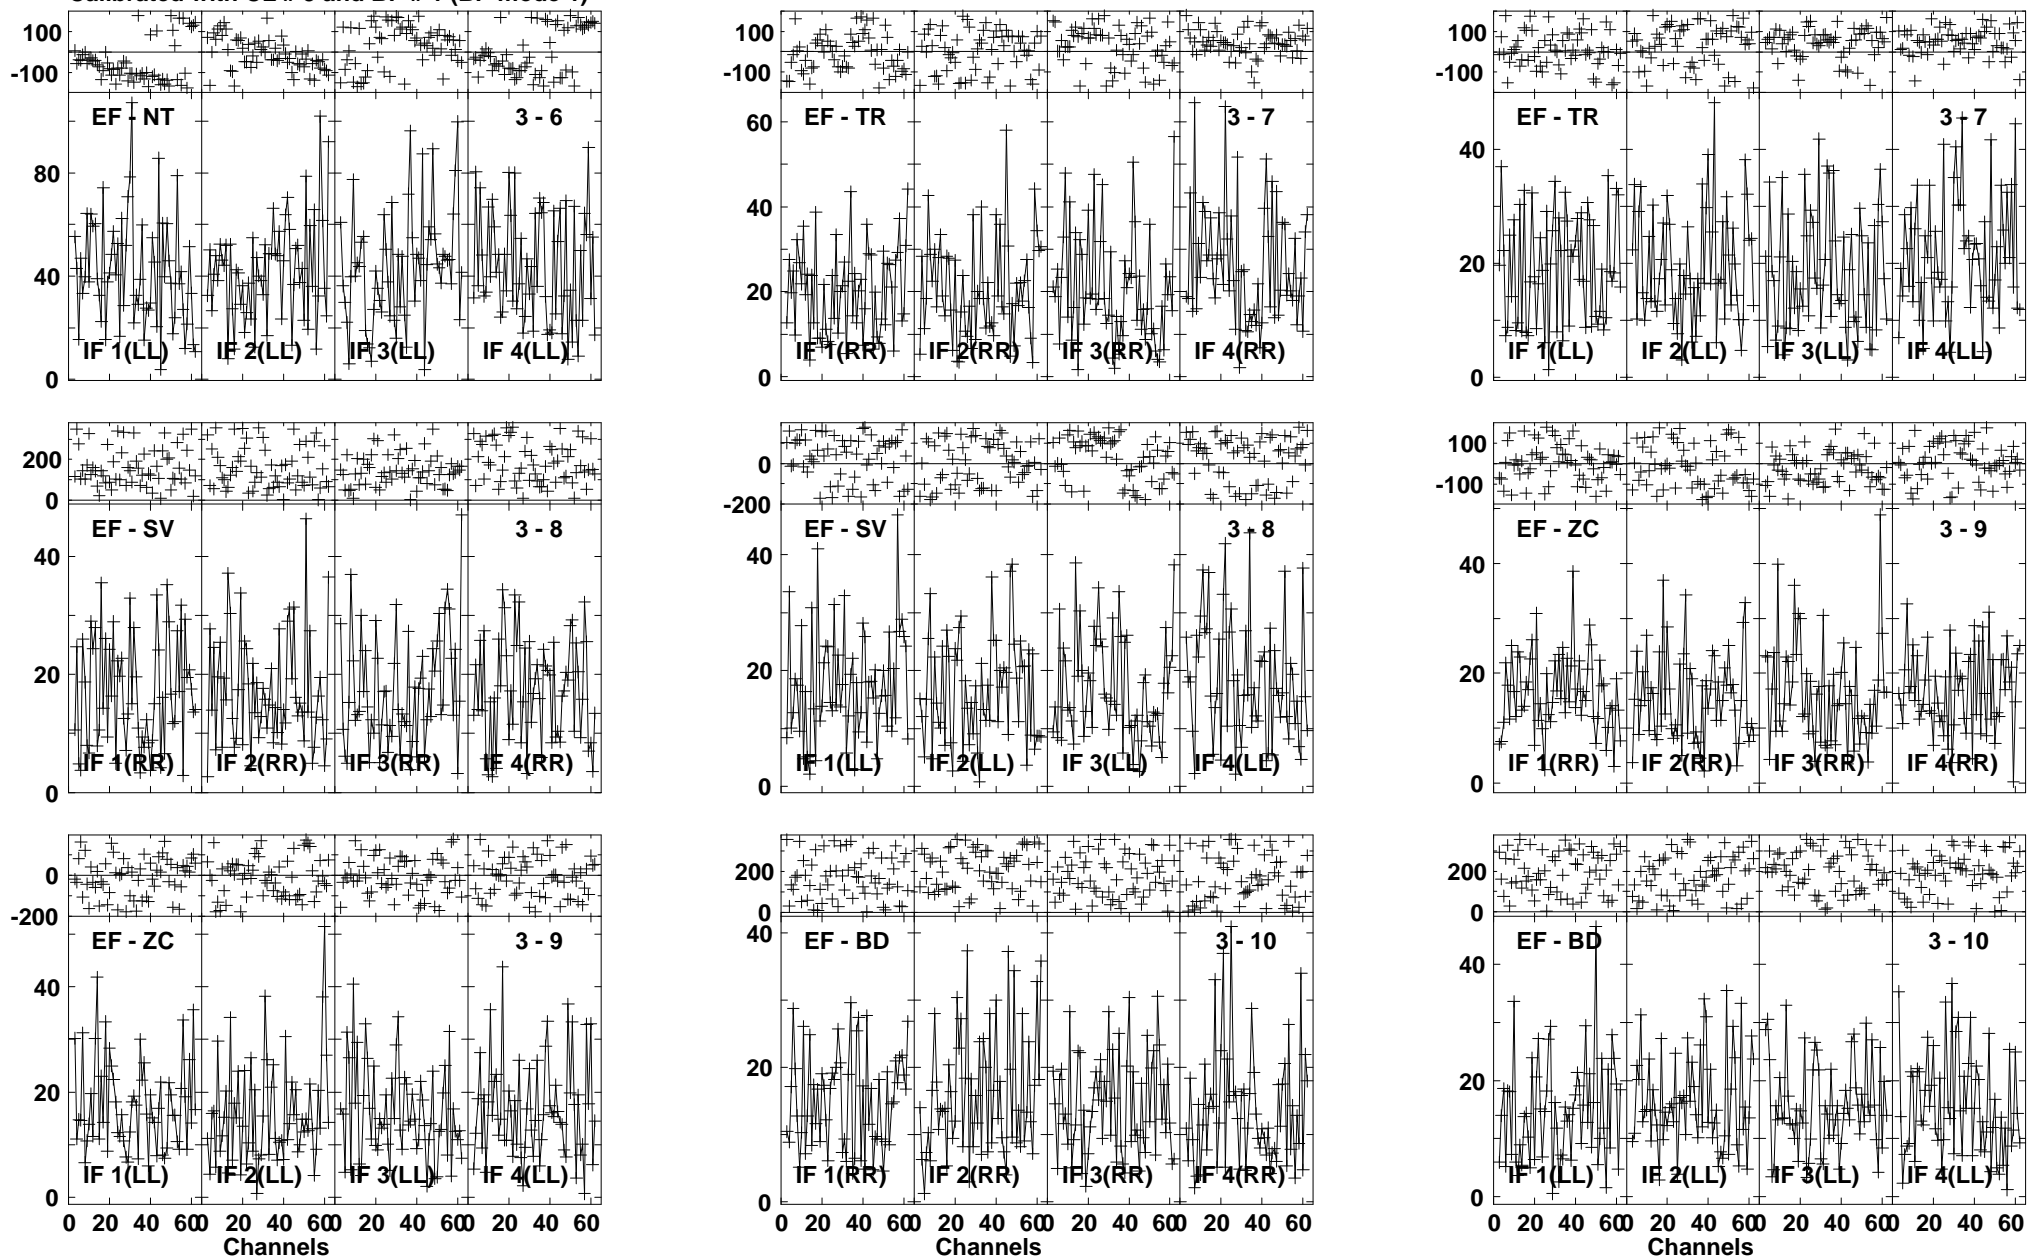 100 100 100
-100 -100 -100
EF - NT 3 - 6 EF - TR 3 - 7 EF - TR 3 - 7
60
80 40
40
40 20
20
IF 1(LL) IF 2(LL) IF 3(LL) IF 4(LL) IF 1(RR) IF 2(RR) IF 3(RR) IF 4(RR) IF 1(LL) IF 2(LL) IF 3(LL) IF 4(LL)
0 0 0
200 0 100
0 -200 -100
EF - SV 3 - 8 EF - SV 3 - 8 EF - ZC 3 - 9
40 40 40
20 20 20
IF 1(RR) IF 2(RR) IF 3(RR) IF 4(RR) IF 1(LL) IF 2(LL) IF 3(LL) IF 4(LL) IF 1(RR) IF 2(RR) IF 3(RR) IF 4(RR)
0 0 0
0 200 200
-200 0 0
EF - ZC 3 - 9 EF - BD 3 - 10 EF - BD 3 - 10
40 40 40
20 20 20
IF 1(LL) IF 2(LL) IF 3(LL) IF 4(LL) IF 1(RR) IF 2(RR) IF 3(RR) IF 4(RR) IF 1(LL) IF 2(LL) IF 3(LL) IF 4(LL)
0 0 0
0 20 40 60 0 20 40 60 0 20 40 60 0 20 40 60 0 20 40 60 0 20 40 60 0 20 40 60 0 20 40 60 0 20 40 60 0 20 40 60 0 20 40 60 0 20 40 60
Channels Channels Channels